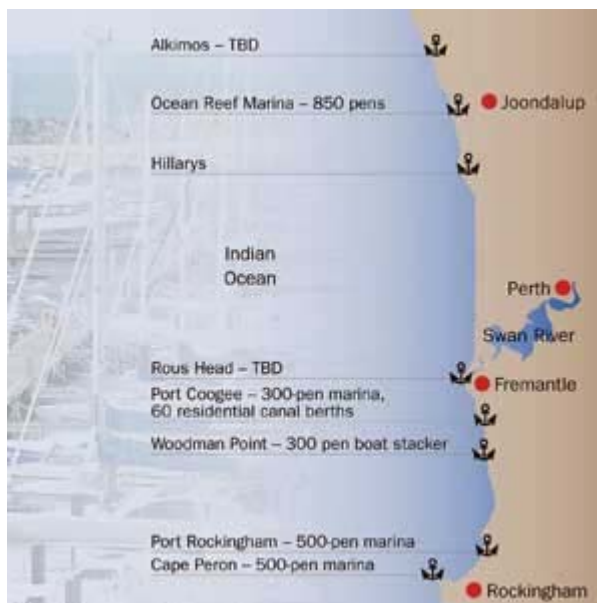 Alkimos – TBD
Ocean Reef Marina – 850 pens
Joondalup
Hillarys
Indian
Ocean
Perth
Swan River
Rous Head – TBD
Fremantle
Port Coogee – 300-pen marina,
60 residential canal berths
Woodman Point – 300 pen boat stacker
Port Rockingham – 500-pen marina
Cape Peron – 500-pen marina
Rockingham